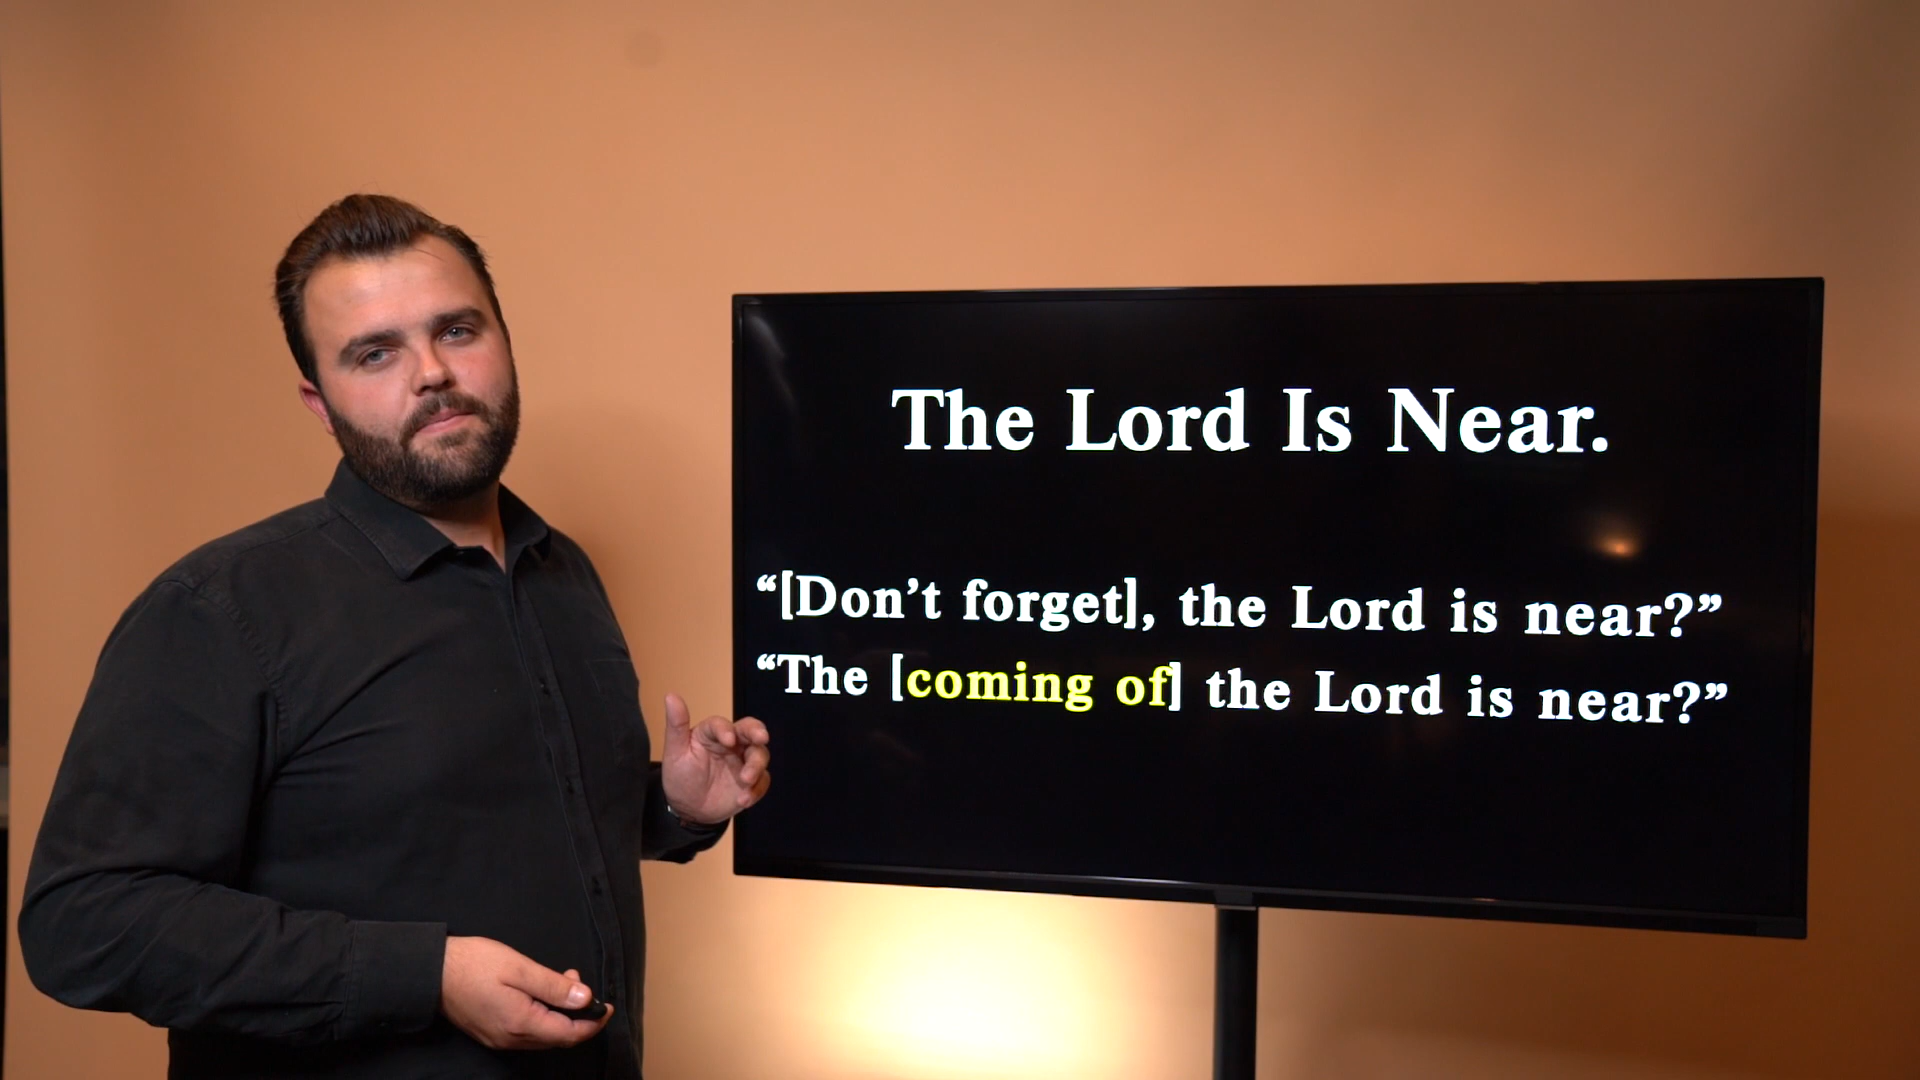 The Lord Is Near.
“[Don’t forget], the Lord is near?”
“The [coming of] the Lord is near?”